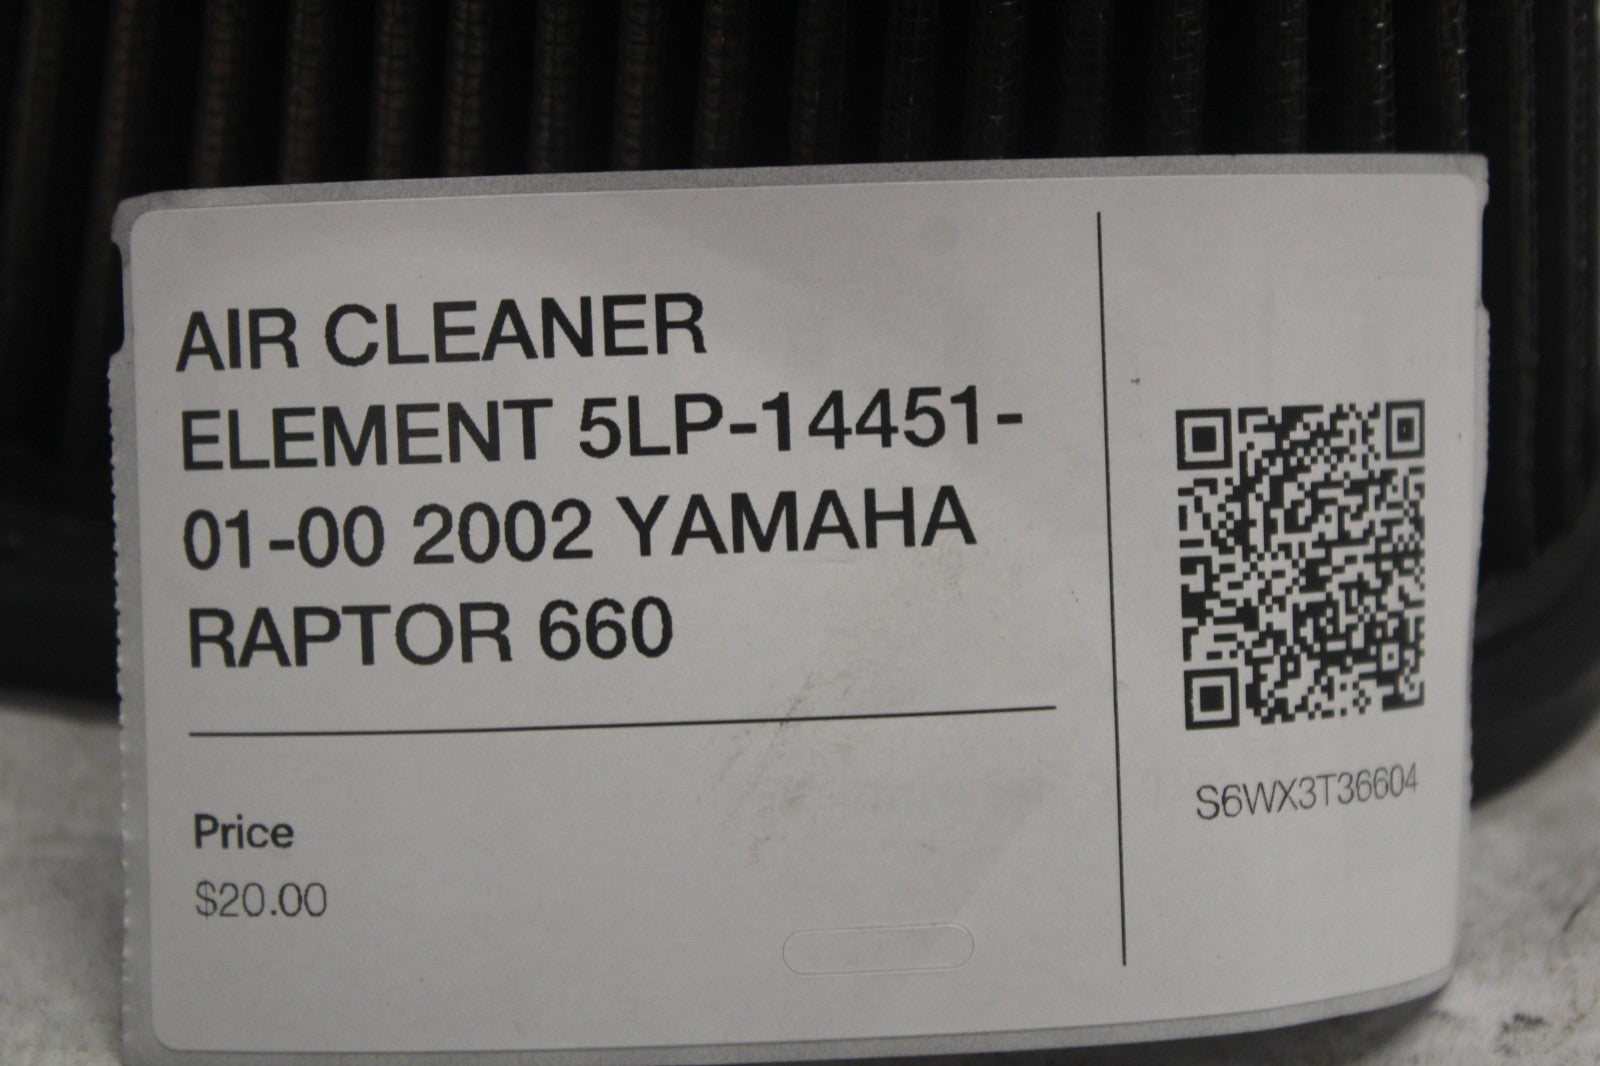 AIR CLEANER
ELEMENT 5LP-14451-
01-00 2002 YAMAHA
RAPTOR 660
Price
$20.00
S6WX3T36604